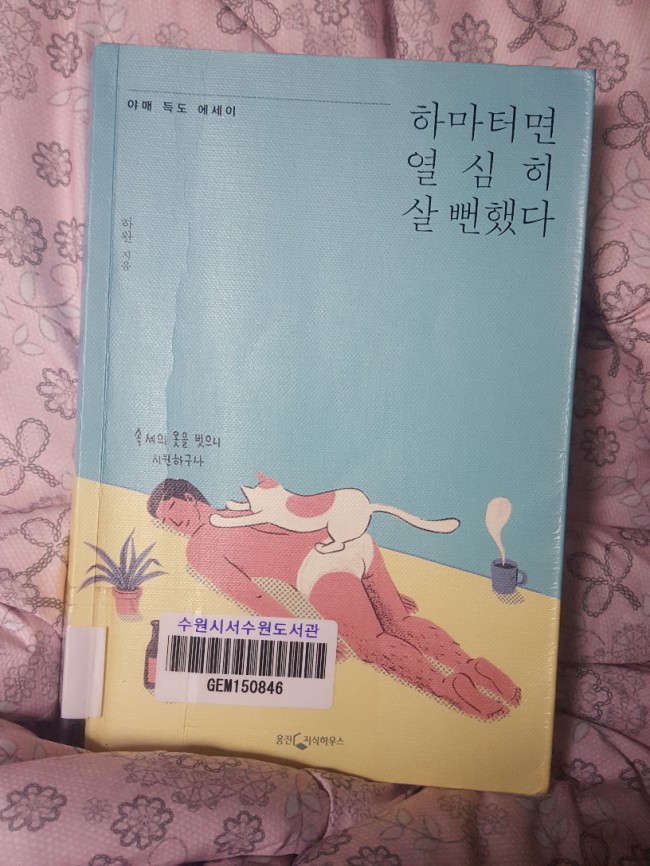 야매 득도 에세이
하마터면
열심히
살 뻔했다
하완 지음
속세의 옷을 벗으니
시원하구나
수원시서수원도서관
GEM150846
웅진지식하우스